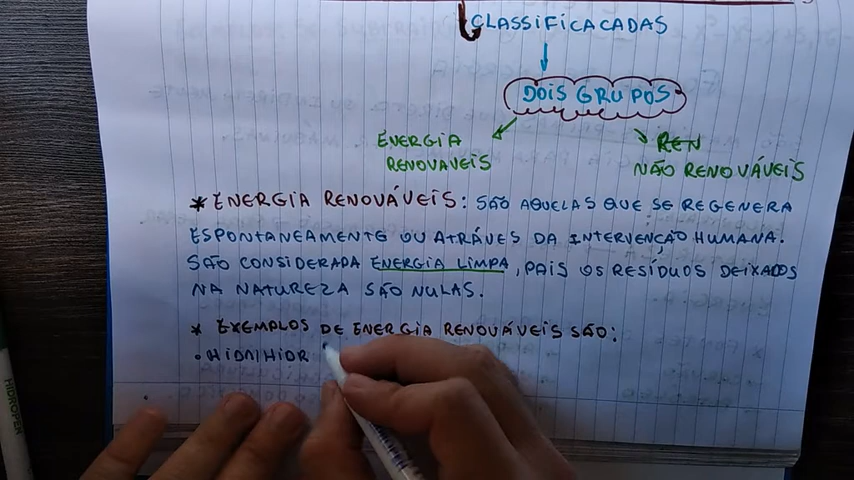 CLASSIFICACADAS
DOIS GRUPOS
ENERGIA
RENOVAVEIS
REN
NÃO RENOVÁVEIS
* ENERGIA RENOVÁVEIS: SÃO AQUELAS QUE SE REGENERA
ESPONTANEAMENTE OU ATRÁVES DA INTERVENÇÃO HUMANA.
SÃO CONSIDERADA ENERGIA LIMPA, PAIS OS RESÍDUOS DEIXADOS
NA NATUREZA SÃO NULAS.
* EXEMPLOS DE ENERGIA RENOVÁVEIS SÃO:
HIDROPEN